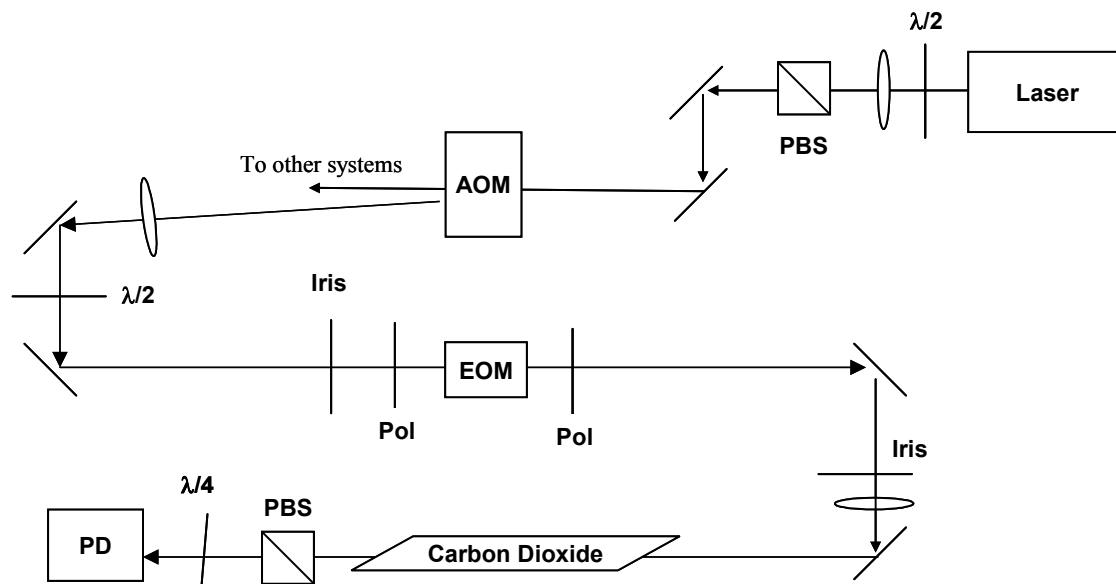 λ/2
Laser
PBS
To other systems
AOM
λ/2
Iris
EOM
Pol
Pol
Iris
λ/4
PBS
PD
Carbon Dioxide